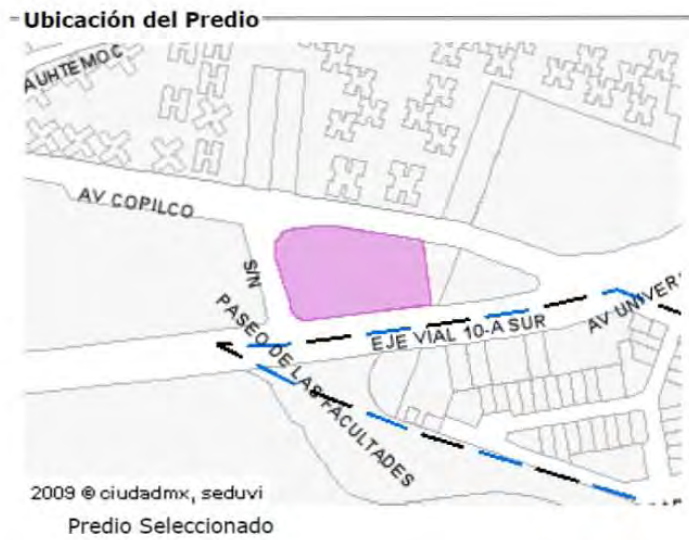 Ubicación del Predio
AUHTEMOC
AV COPILCO
S/N
PASEO DE LAS FACULTADES
EJE VIAL 10-A SUR
AV UNIVER
2009 © ciudadmx, seduvi
Predio Seleccionado